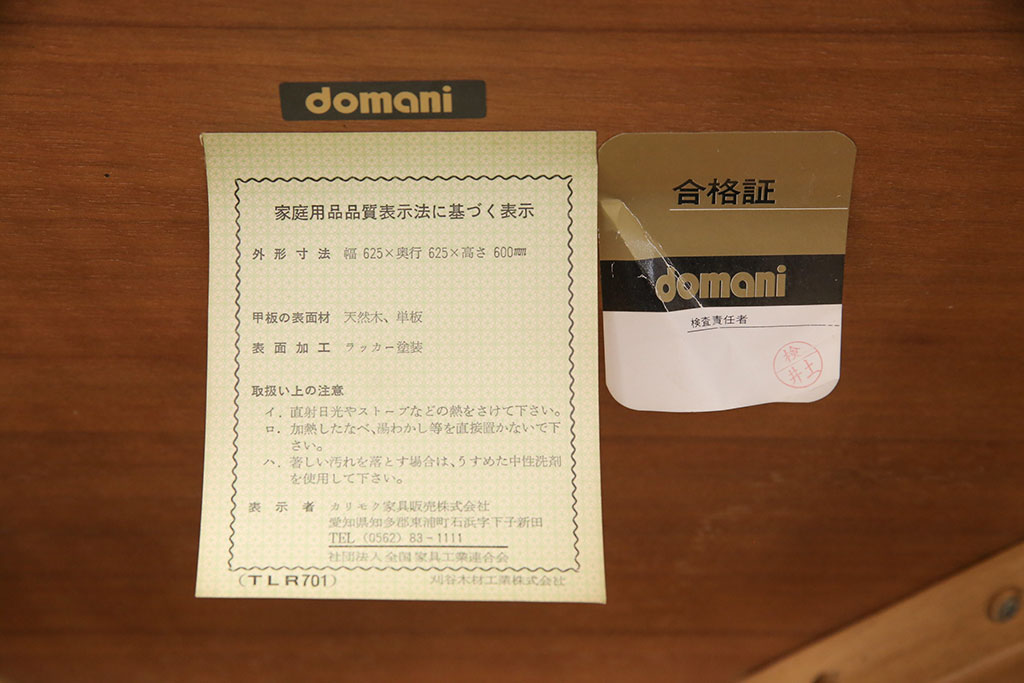 domani
家庭用品品質表示法に基づく表示
外形寸法 幅 625×奥行 625×高さ 600mm
甲板の表面材 天然木、単板
表面加工 ラッカー塗装
取扱い上の注意
イ. 直射日光やストーブなどの熱をさけて下さい。
ロ. 加熱したなべ、湯わかし等を直接置かないで下
さい。
ハ. 著しい汚れを落とす場合は、うすめた中性洗剤
を使用して下さい。
表示者 カリモク家具販売株式会社
愛知県知多郡東浦町石浜字下子新田
TEL (0562) 83-1111
社団法人全国家具工業連合会
(TLR701) 刈谷木材工業株式会社
合格証
domani
検査責任者
検
井土